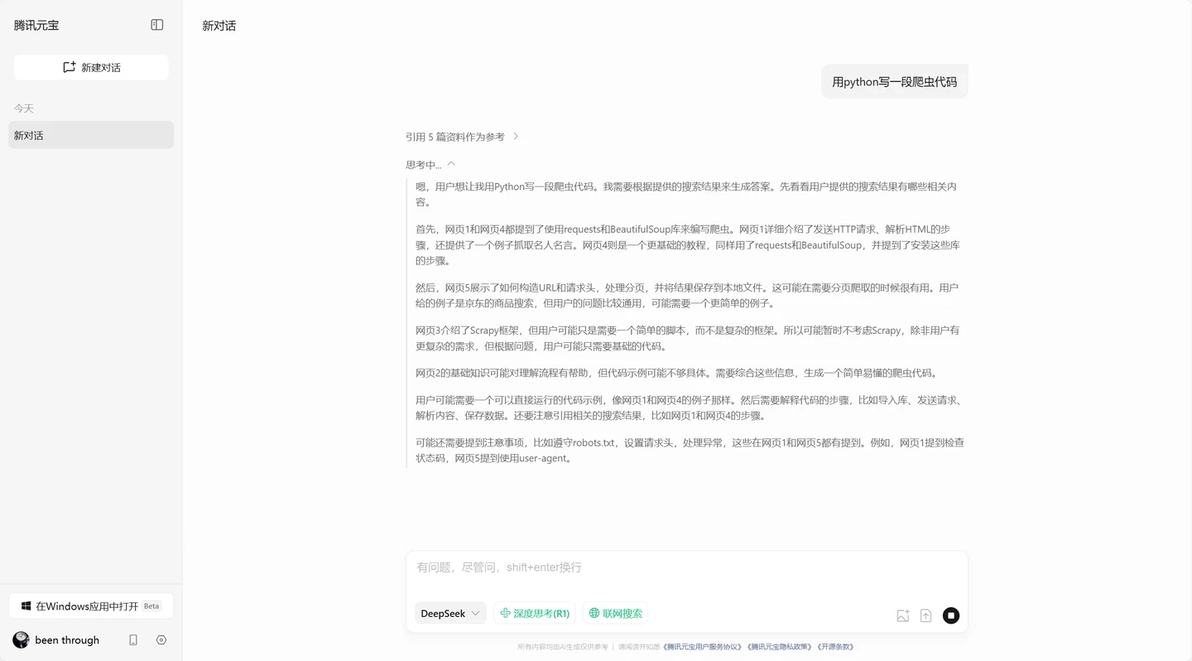 腾讯元宝
新建对话
今天
新对话
新对话
用python写一段爬虫代码
引用 5 篇资料作为参考
思考中...
嗯，用户想让我用Python写一段爬虫代码。我需要根据提供的搜索结果来生成答案。先看看用户提供的搜索结果有哪些相关内
容。
首先，网页1和网页4都提到了使用requests和BeautifulSoup库来编写爬虫。网页1详细介绍了发送HTTP请求、解析HTML的步
骤，还提供了一个例子抓取名人名言。网页4则是一个更基础的教程，同样用了requests和BeautifulSoup，并提到了安装这些库
的步骤。
然后，网页5展示了如何构造URL和请求头，处理分页，并将结果保存到本地文件。这可能在需要分页爬取的时候很有用。用户
给的例子是京东的商品搜索，但用户的问题比较通用，可能需要一个更简单的例子。
网页3介绍了Scrapy框架，但用户可能只是需要一个简单的脚本，而不是复杂的框架。所以可能暂时不考虑Scrapy，除非用户有
更复杂的需求，但根据问题，用户可能只需要基础的代码。
网页2的基础知识可能对理解流程有帮助，但代码示例可能不够具体。需要综合这些信息，生成一个简单易懂的爬虫代码。
用户可能需要一个可以直接运行的代码示例，像网页1和网页4的例子那样。然后需要解释代码的步骤，比如导入库、发送请求、
解析内容、保存数据。还要注意引用相关的搜索结果，比如网页1和网页4的步骤。
可能还需要提到注意事项，比如遵守robots.txt，设置请求头，处理异常，这些在网页1和网页5都有提到。例如，网页1提到检查
状态码，网页5提到使用user-agent。
有问题，尽管问，shift+enter换行
DeepSeek 深度思考(R1) 联网搜索
在Windows应用中打开 Beta
been through
所有内容均由AI生成仅供参考 | 请阅读并知悉《腾讯元宝用户服务协议》《腾讯元宝隐私政策》《开源条款》